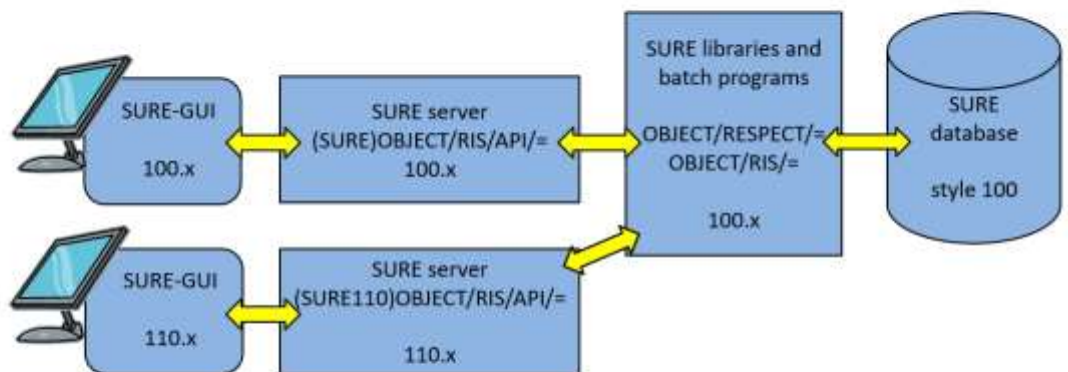 SURE-GUI
100.x
SURE server
(SURE)OBJECT/RIS/API/=
100.x
SURE libraries and
batch programs
OBJECT/RESPECT/=
OBJECT/RIS/=
100.x
SURE
database
style 100
SURE-GUI
110.x
SURE server
(SURE110)OBJECT/RIS/API/=
110.x